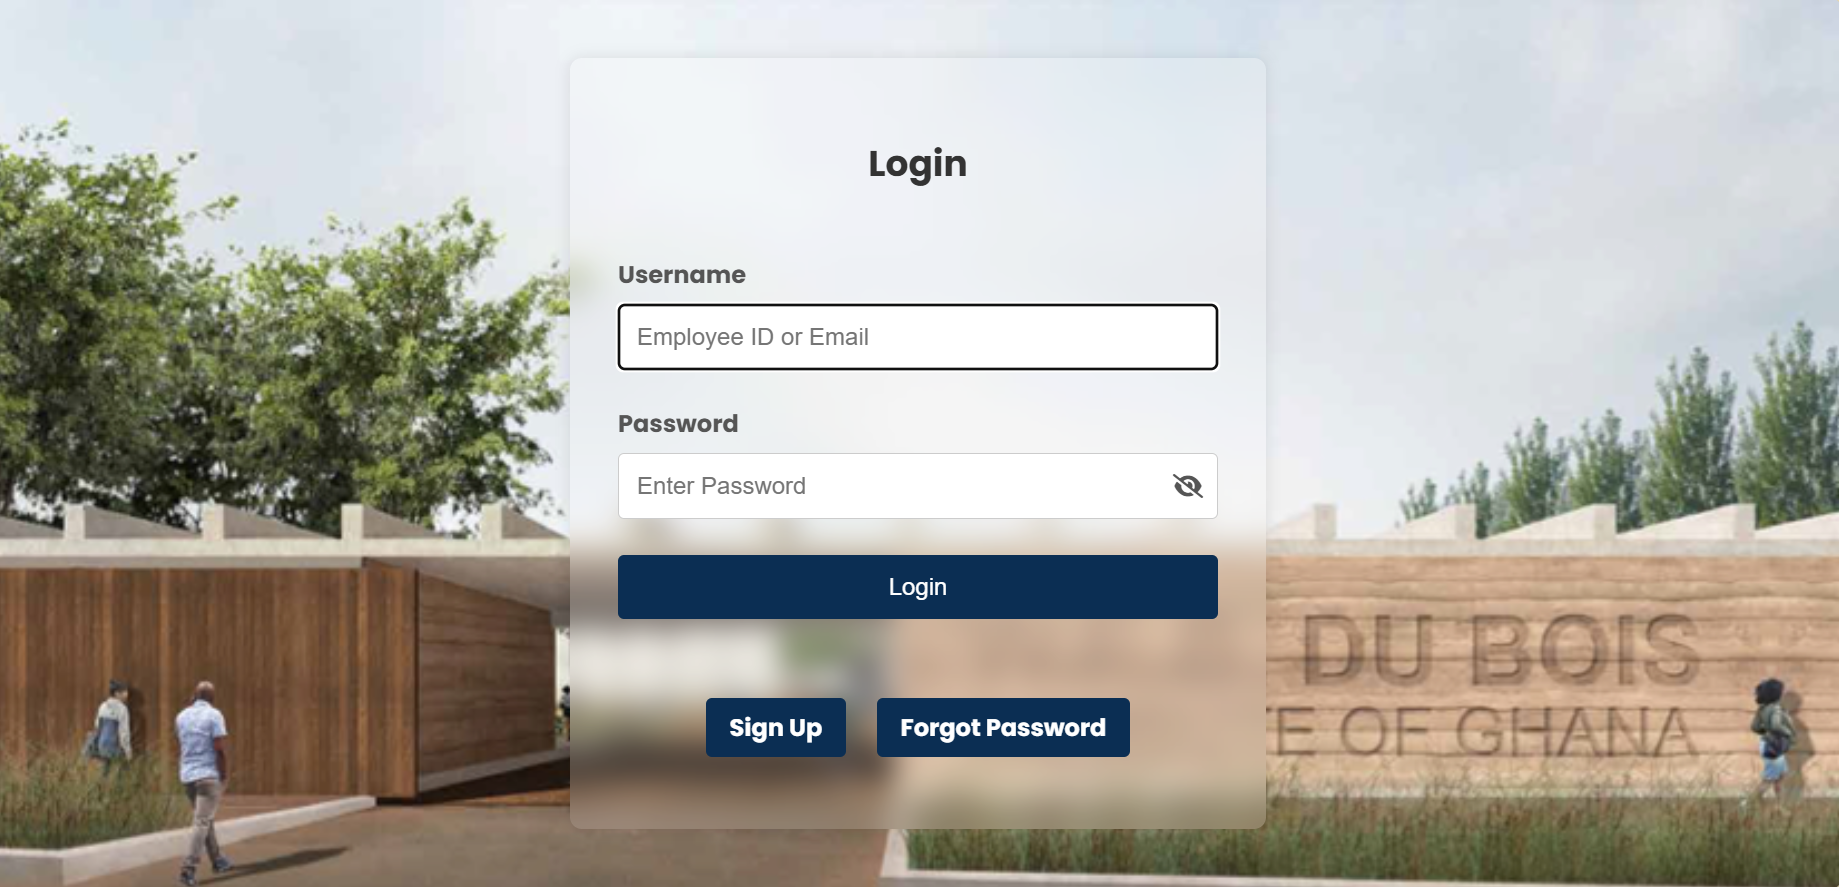 Login
Username
Employee ID or Email
Password
Enter Password
Login
Sign Up
Forgot Password
DU BOIS
E OF GHANA